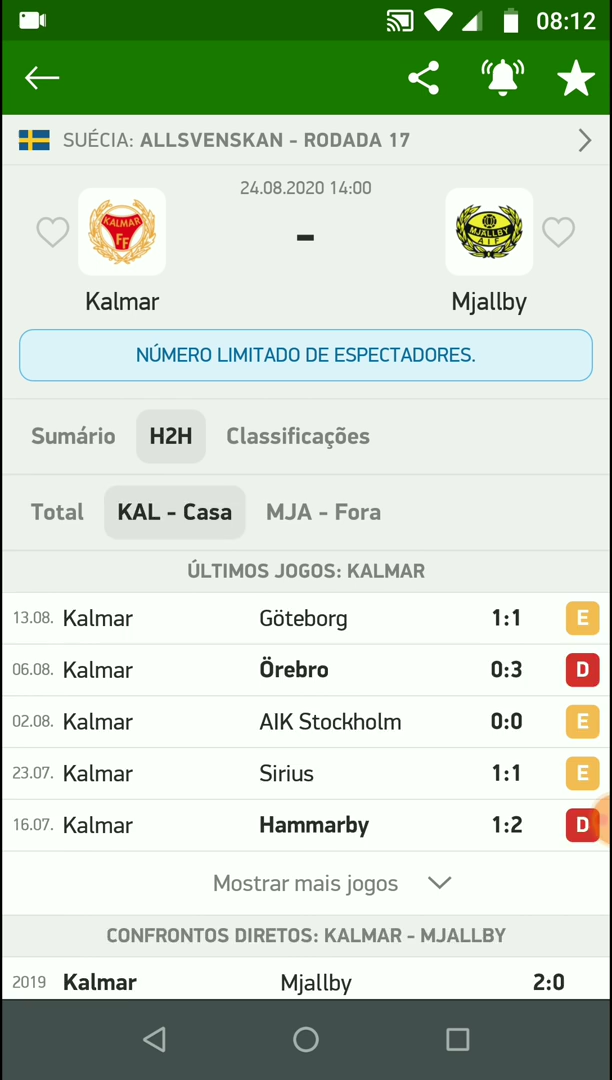 08:12
SUÉCIA: ALLSVENSKAN - RODADA 17
24.08.2020 14:00
KALMAR
FF
MJÄLLBY
A I F
-
Kalmar
Mjallby
NÚMERO LIMITADO DE ESPECTADORES.
Sumário H2H Classificações
Total KAL - Casa MJA - Fora
ÚLTIMOS JOGOS: KALMAR
13.08. Kalmar Göteborg 1:1 E
06.08. Kalmar Örebro 0:3 D
02.08. Kalmar AIK Stockholm 0:0 E
23.07. Kalmar Sirius 1:1 E
16.07. Kalmar Hammarby 1:2 D
Mostrar mais jogos
CONFRONTOS DIRETOS: KALMAR - MJALLBY
2019 Kalmar Mjallby 2:0